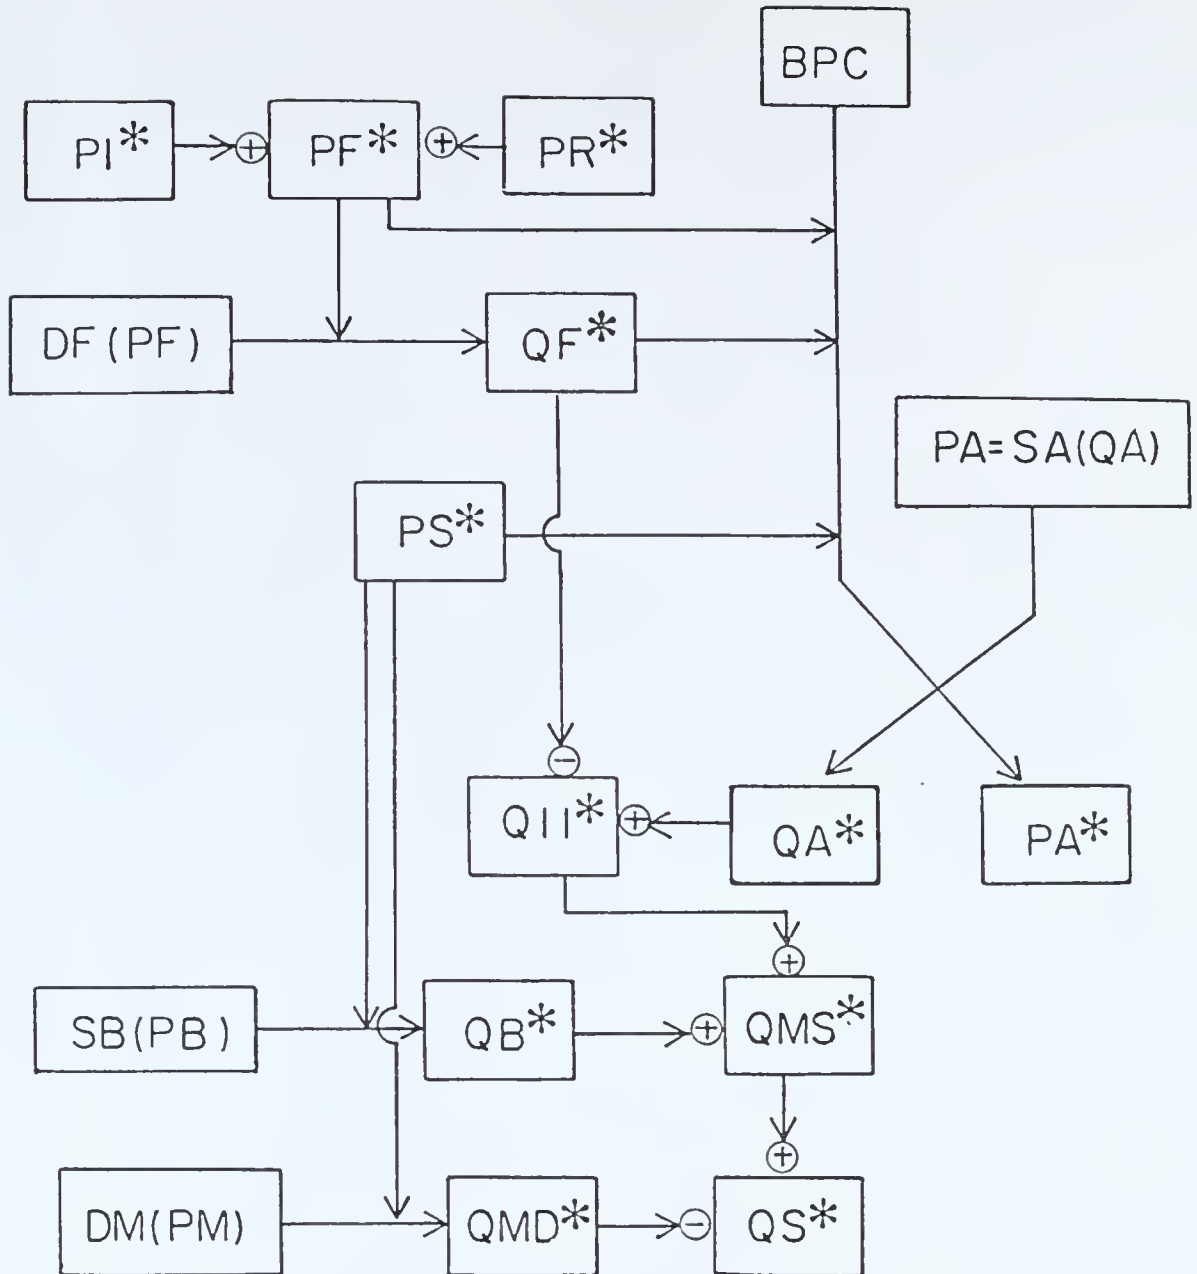 BPC
PI*
+
PF*
+
PR*
DF (PF)
QF*
PA=SA(QA)
PS*
−
QII*
+
QA*
PA*
+
SB(PB)
QB*
+
QMS*
+
DM(PM)
QMD*
−
QS*